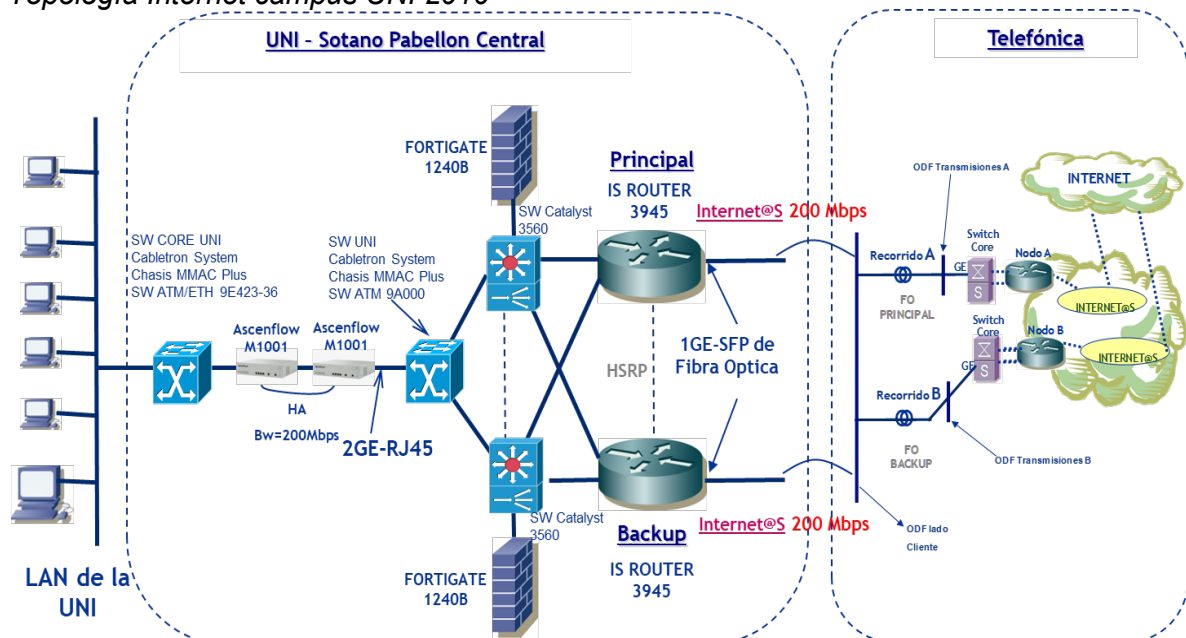 Topología Internet campus UNI 2010
UNI - Sotano Pabellon Central
Telefónica
FORTIGATE
1240B
Principal
IS ROUTER
3945
Internet@S 200 Mbps
ODF Transmisiones A
INTERNET
SW Catalyst
3560
SW CORE UNI
Cabletron System
Chasis MMAC Plus
SW ATM/ETH 9E423-36
SW UNI
Cabletron System
Chasis MMAC Plus
SW ATM 9A000
Recorrido A
Switch
Core
Nodo A
GE
S
FO
PRINCIPAL
INTERNET@S
Ascenflow
M1001
Ascenflow
M1001
HA
Bw=200Mbps
2GE-RJ45
HSRP
1GE-SFP de
Fibra Optica
Switch
Core
Nodo B
GE
S
INTERNET@S
Recorrido B
FO
BACKUP
ODF Transmisiones B
SW Catalyst
3560
Internet@S 200 Mbps
Backup
IS ROUTER
3945
ODF lado
Cliente
FORTIGATE
1240B
LAN de la
UNI